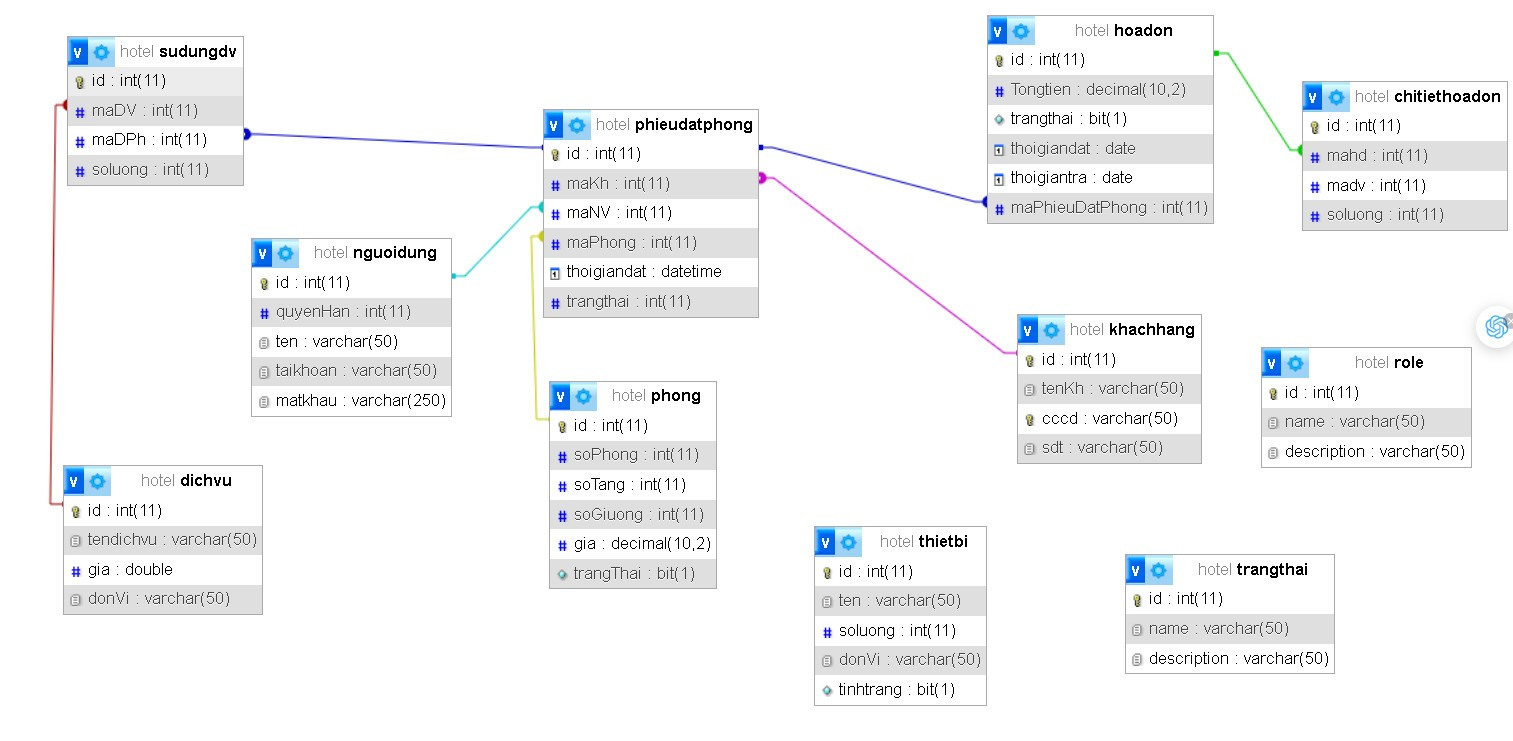 v hotel sudungdv
id : int(11)
maDV : int(11)
maDPh : int(11)
soluong : int(11)
v hotel phieudatphong
id : int(11)
maKh : int(11)
maNV : int(11)
maPhong : int(11)
thoigiandat : datetime
trangthai : int(11)
v hotel hoadon
id : int(11)
Tongtien : decimal(10,2)
trangthai : bit(1)
thoigiandat : date
thoigiantra : date
maPhieuDatPhong : int(11)
v hotel chitiethoadon
id : int(11)
mahd : int(11)
madv : int(11)
soluong : int(11)
v hotel nguoidung
id : int(11)
quyenHan : int(11)
ten : varchar(50)
taikhoan : varchar(50)
matkhau : varchar(250)
v hotel phong
id : int(11)
soPhong : int(11)
soTang : int(11)
soGiuong : int(11)
gia : decimal(10,2)
trangThai : bit(1)
v hotel khachhang
id : int(11)
tenKh : varchar(50)
cccd : varchar(50)
sdt : varchar(50)
v hotel role
id : int(11)
name : varchar(50)
description : varchar(50)
v hotel dichvu
id : int(11)
tendichvu : varchar(50)
gia : double
donVi : varchar(50)
v hotel thietbi
id : int(11)
ten : varchar(50)
soluong : int(11)
donVi : varchar(50)
tinhtrang : bit(1)
v hotel trangthai
id : int(11)
name : varchar(50)
description : varchar(50)